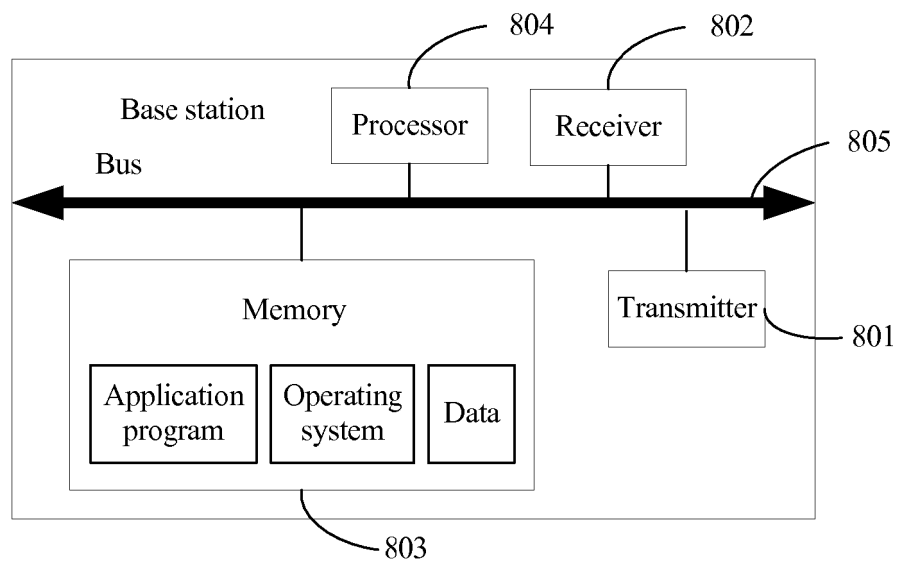 804
802
Base station
Processor
Receiver
805
Bus
Memory
Transmitter
801
Application
program
Operating
system
Data
803